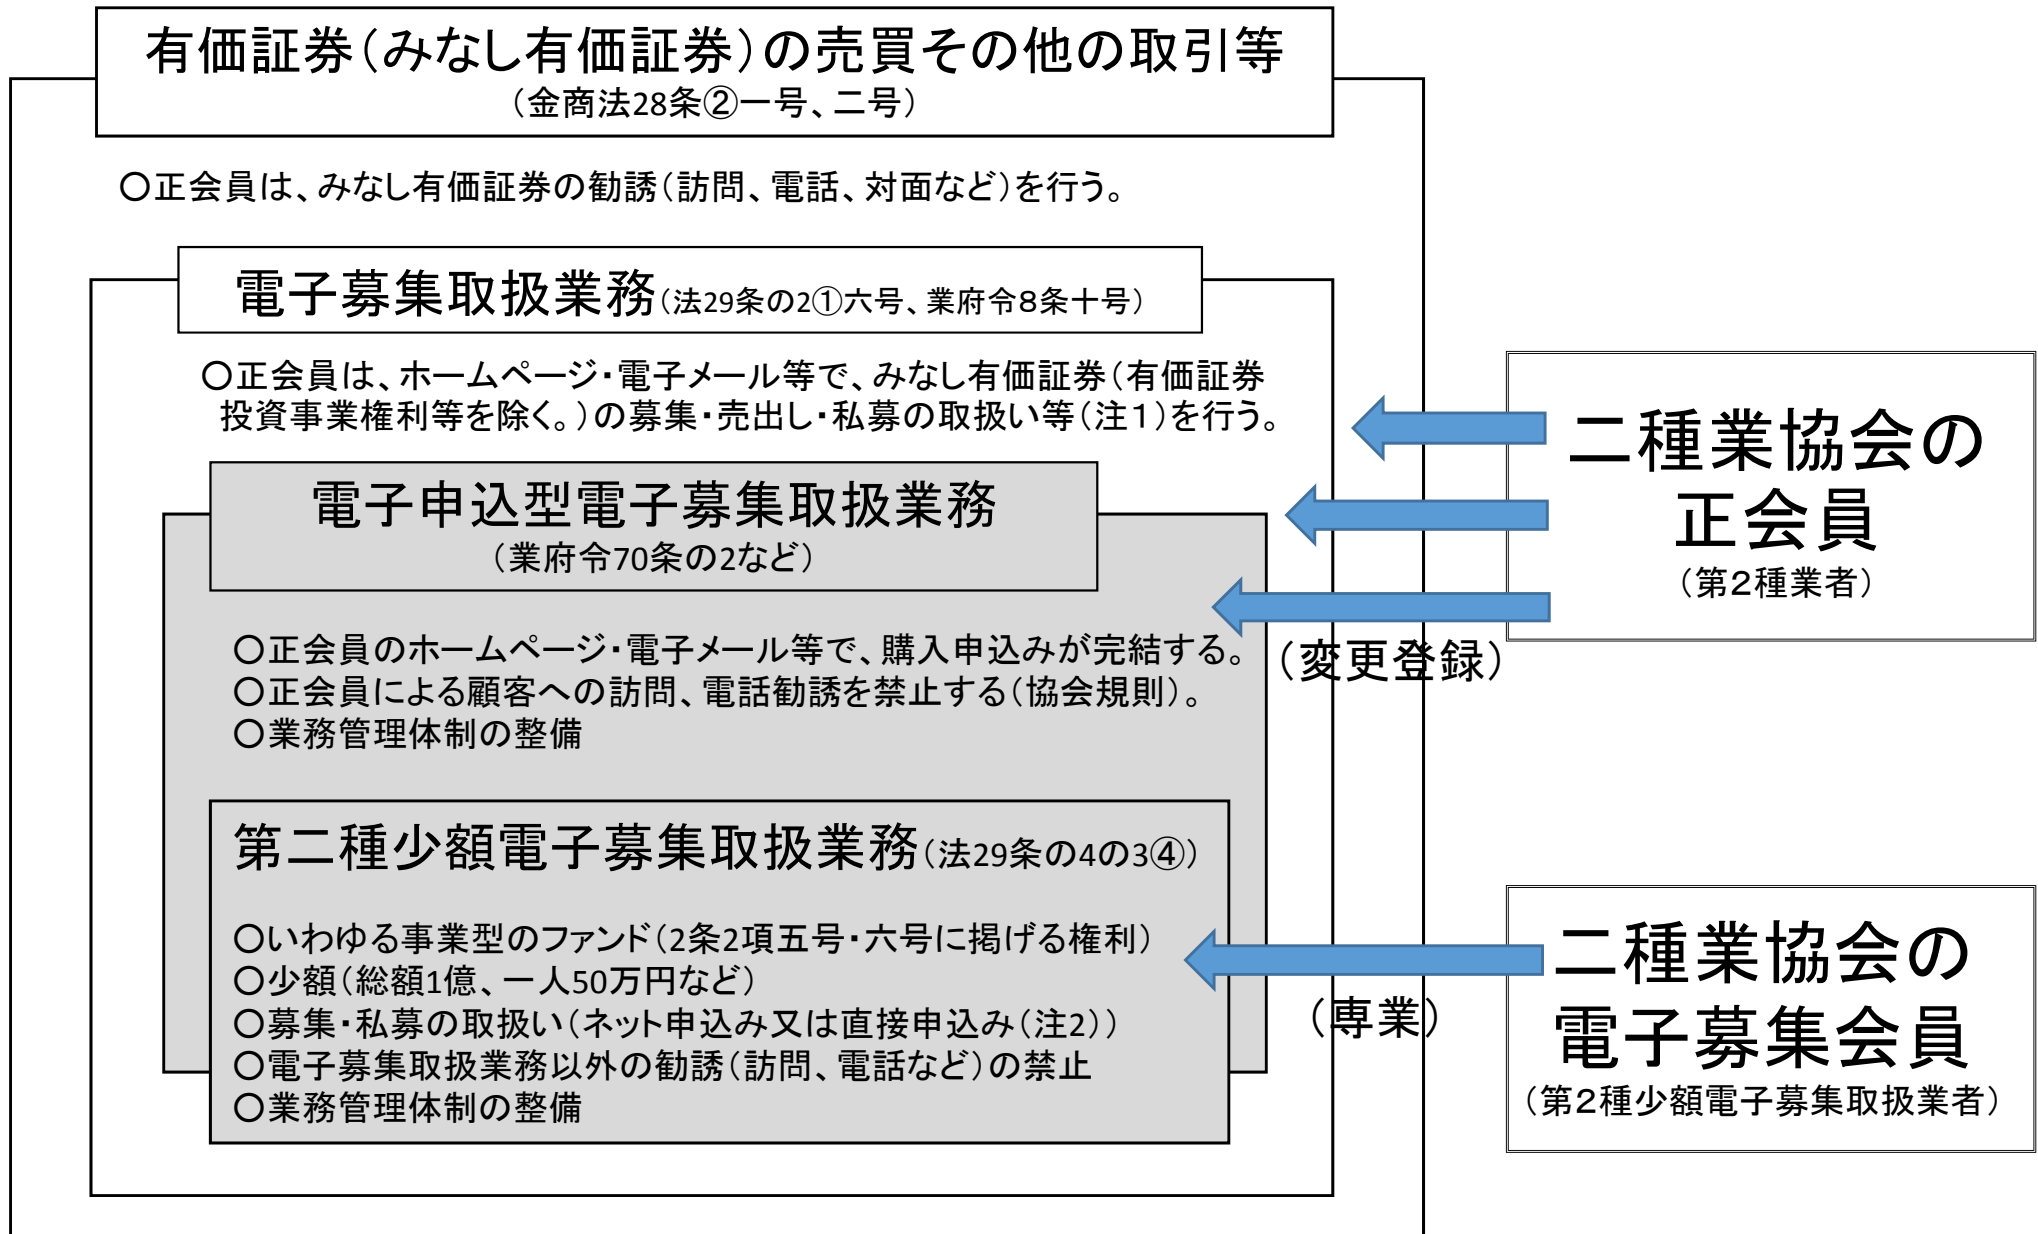 有価証券(みなし有価証券)の売買その他の取引等
(金商法28条②一号、二号)
○正会員は、みなし有価証券の勧誘(訪問、電話、対面など)を行う。
電子募集取扱業務(法29条の2①六号、業府令8条十号)
○正会員は、ホームページ・電子メール等で、みなし有価証券(有価証券
投資事業権利等を除く。)の募集・売出し・私募の取扱い等(注1)を行う。
電子申込型電子募集取扱業務
(業府令70条の2など)
○正会員のホームページ・電子メール等で、購入申込みが完結する。
○正会員による顧客への訪問、電話勧誘を禁止する(協会規則)。
○業務管理体制の整備
第二種少額電子募集取扱業務(法29条の4の3④)
○いわゆる事業型のファンド(2条2項五号・六号に掲げる権利)
○少額(総額1億、一人50万円など)
○募集・私募の取扱い(ネット申込み又は直接申込み(注2))
○電子募集取扱業務以外の勧誘(訪問、電話など)の禁止
○業務管理体制の整備
二種業協会の
正会員
(第2種業者)
(変更登録)
二種業協会の
電子募集会員
(第2種少額電子募集取扱業者)
(専業)